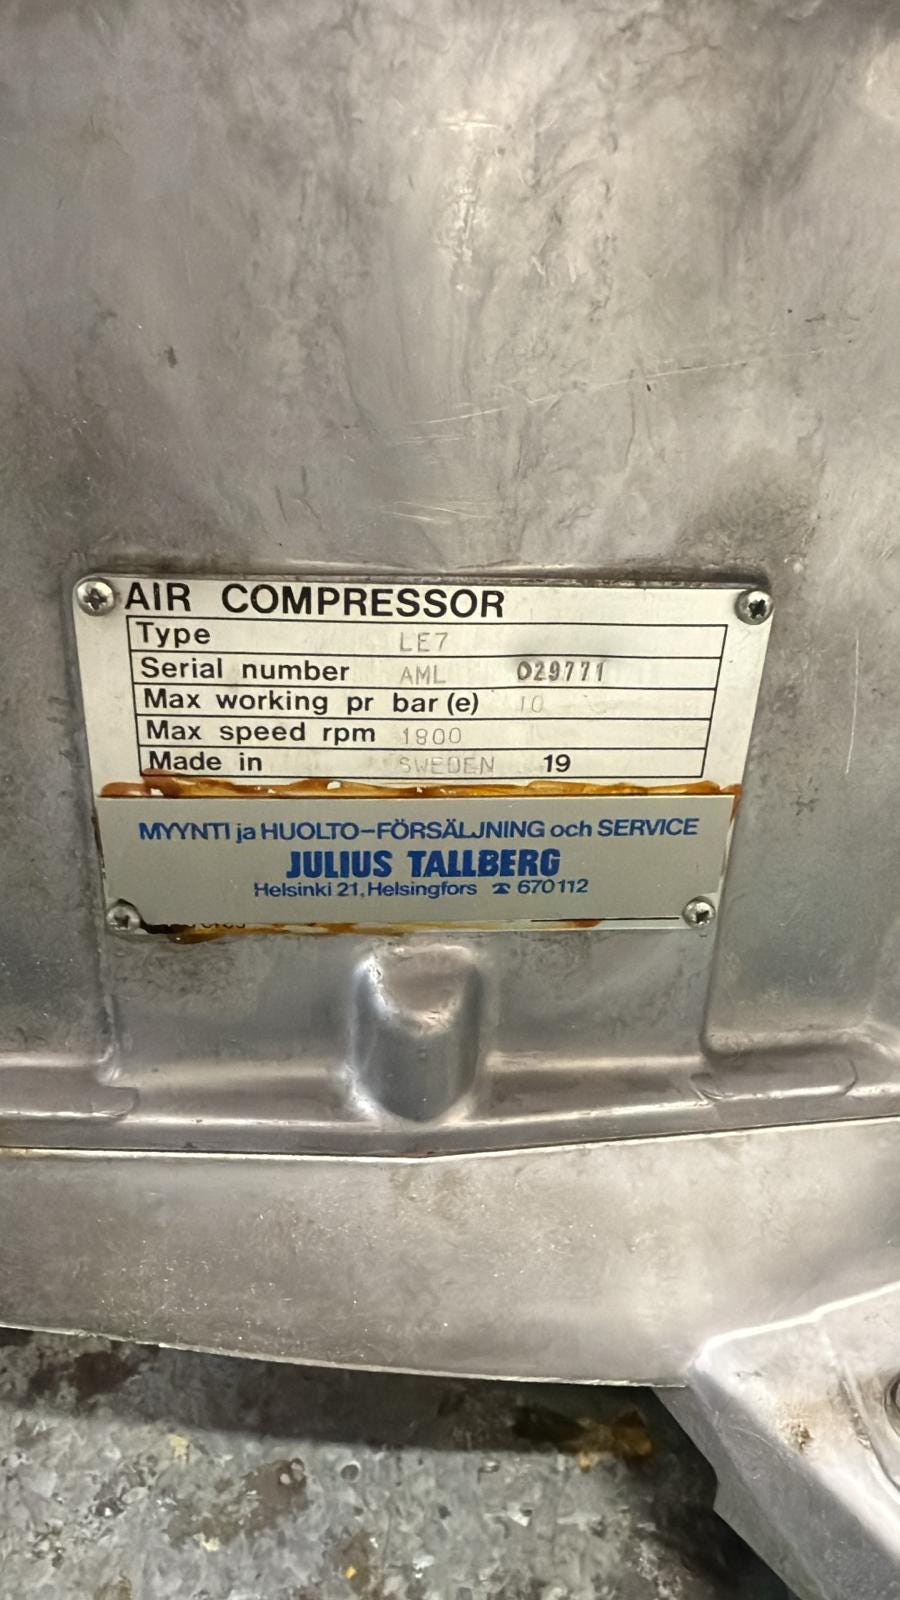 AIR COMPRESSOR
Type LE7
Serial number AML 029771
Max working pr bar (e) 10
Max speed rpm 1800
Made in SWEDEN 19
MYYNTI ja HUOLTO-FÖRSÄLJNING och SERVICE
JULIUS TALLBERG
Helsinki 21, Helsingfors ☎ 670112